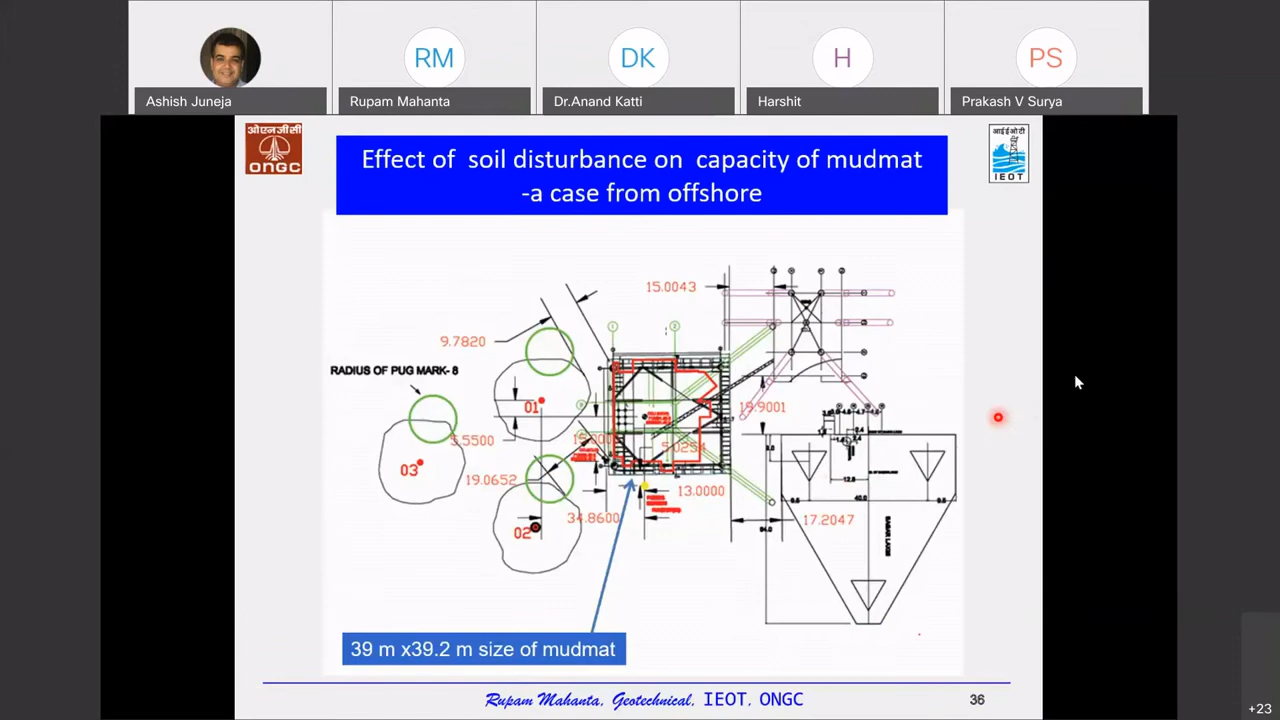 RM
DK
H
PS
Ashish Juneja
Rupam Mahanta
Dr.Anand Katti
Harshit
Prakash V Surya
ओएनजीसी
ONGC
Effect of soil disturbance on capacity of mudmat
-a case from offshore
आईईओटी
IEOT
15.0043
9.7820
RADIUS OF PUG MARK- 8
01
5.5500
03
19.0652
02
34.8600
13.0000
5.0254
19.9001
17.2047
39 m x39.2 m size of mudmat
Rupam Mahanta, Geotechnical, IEOT, ONGC
36
+23